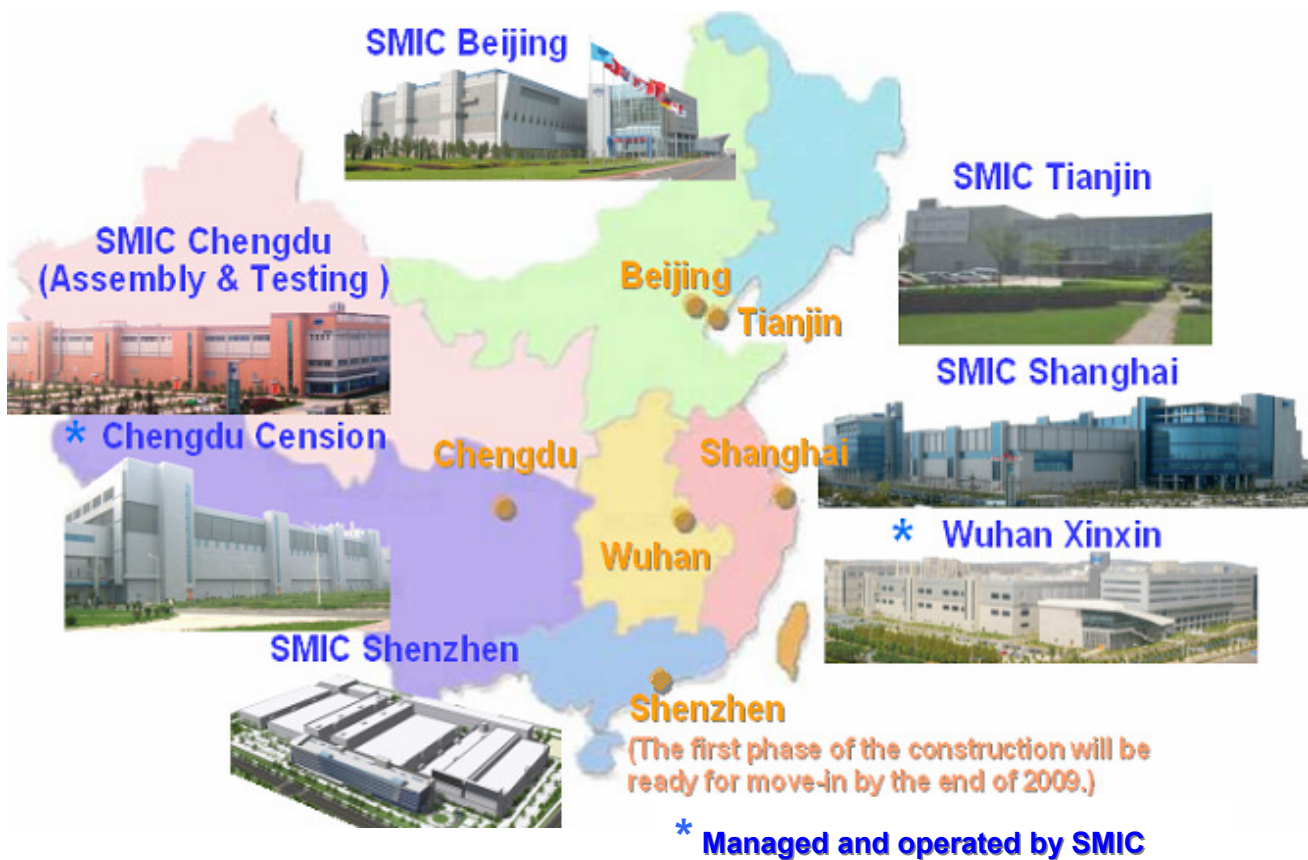 SMIC Beijing
SMIC Tianjin
SMIC Chengdu
(Assembly & Testing )
Beijing
Tianjin
SMIC Shanghai
* Chengdu Cension
Chengdu
Shanghai
* Wuhan Xinxin
Wuhan
SMIC Shenzhen
Shenzhen
(The first phase of the construction will be
ready for move-in by the end of 2009.)
* Managed and operated by SMIC